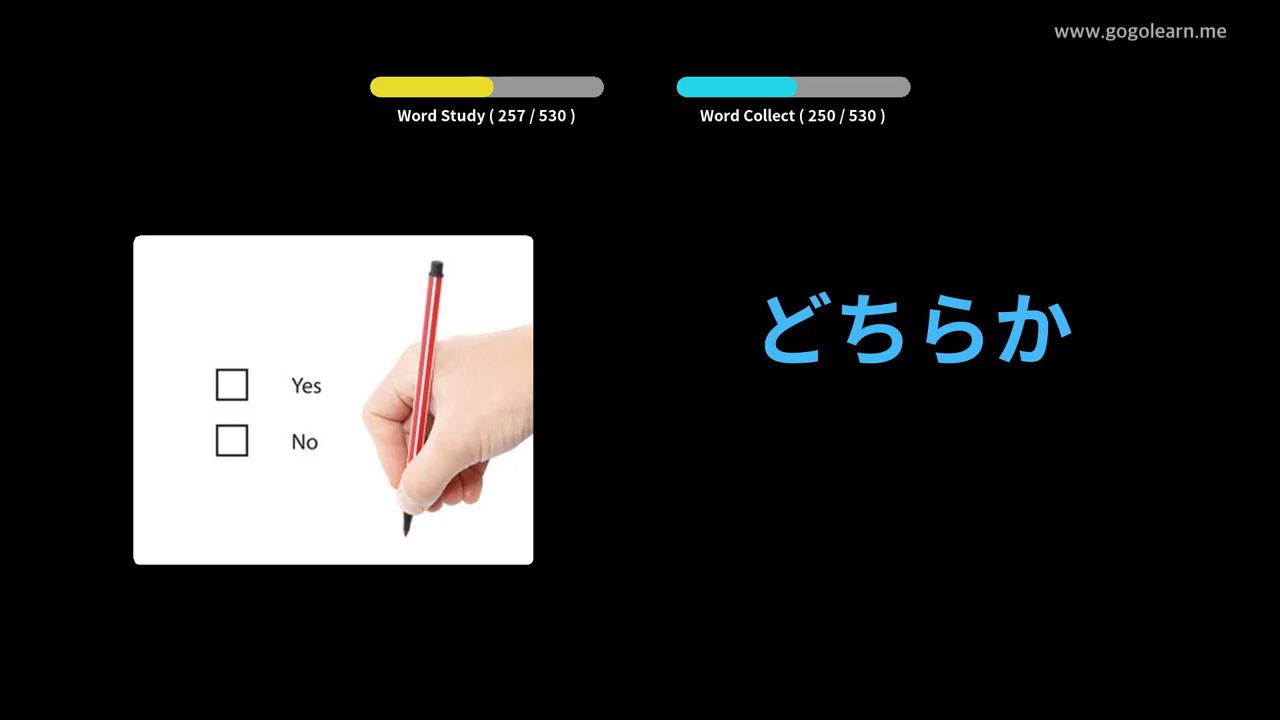 www.gogolearn.me
Word Study ( 257 / 530 )
Word Collect ( 250 / 530 )
Yes
No
どちらか